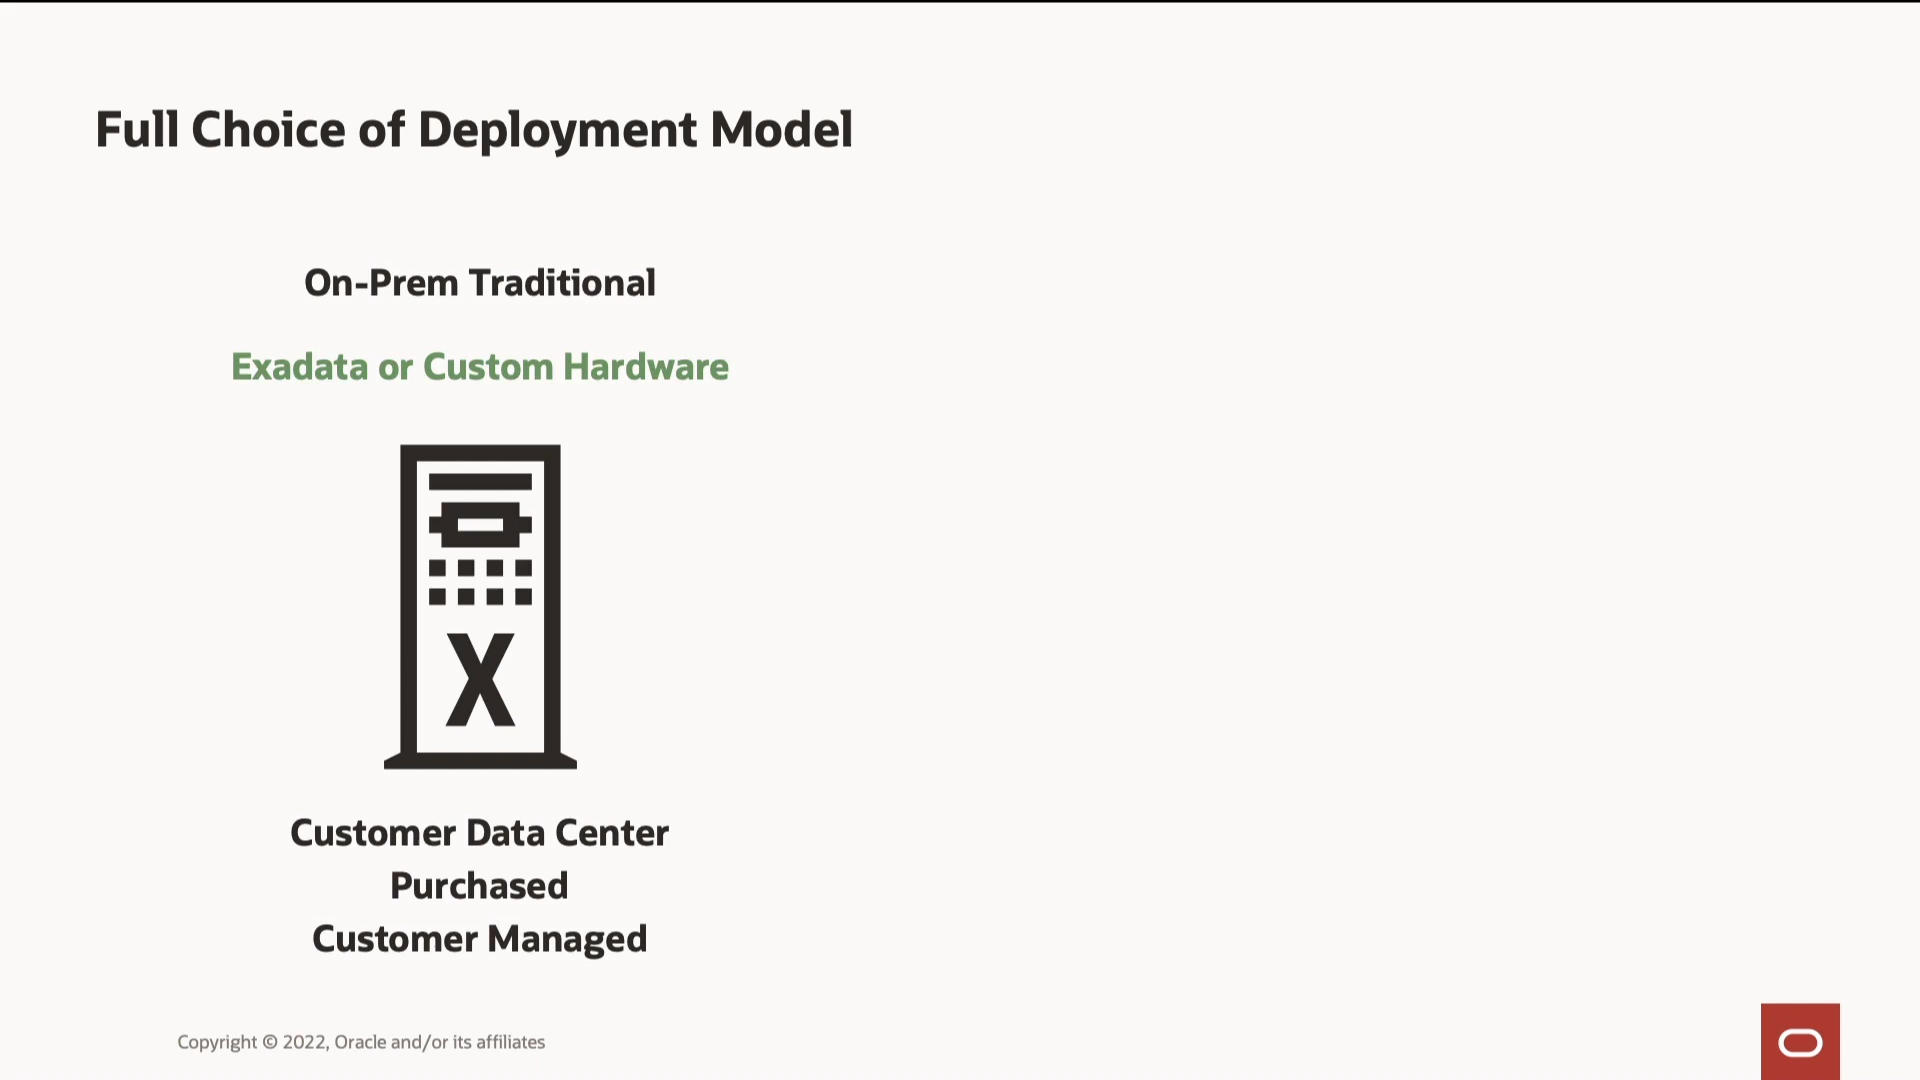 Full Choice of Deployment Model
On-Prem Traditional
Exadata or Custom Hardware
X
Customer Data Center
Purchased
Customer Managed
Copyright © 2022, Oracle and/or its affiliates